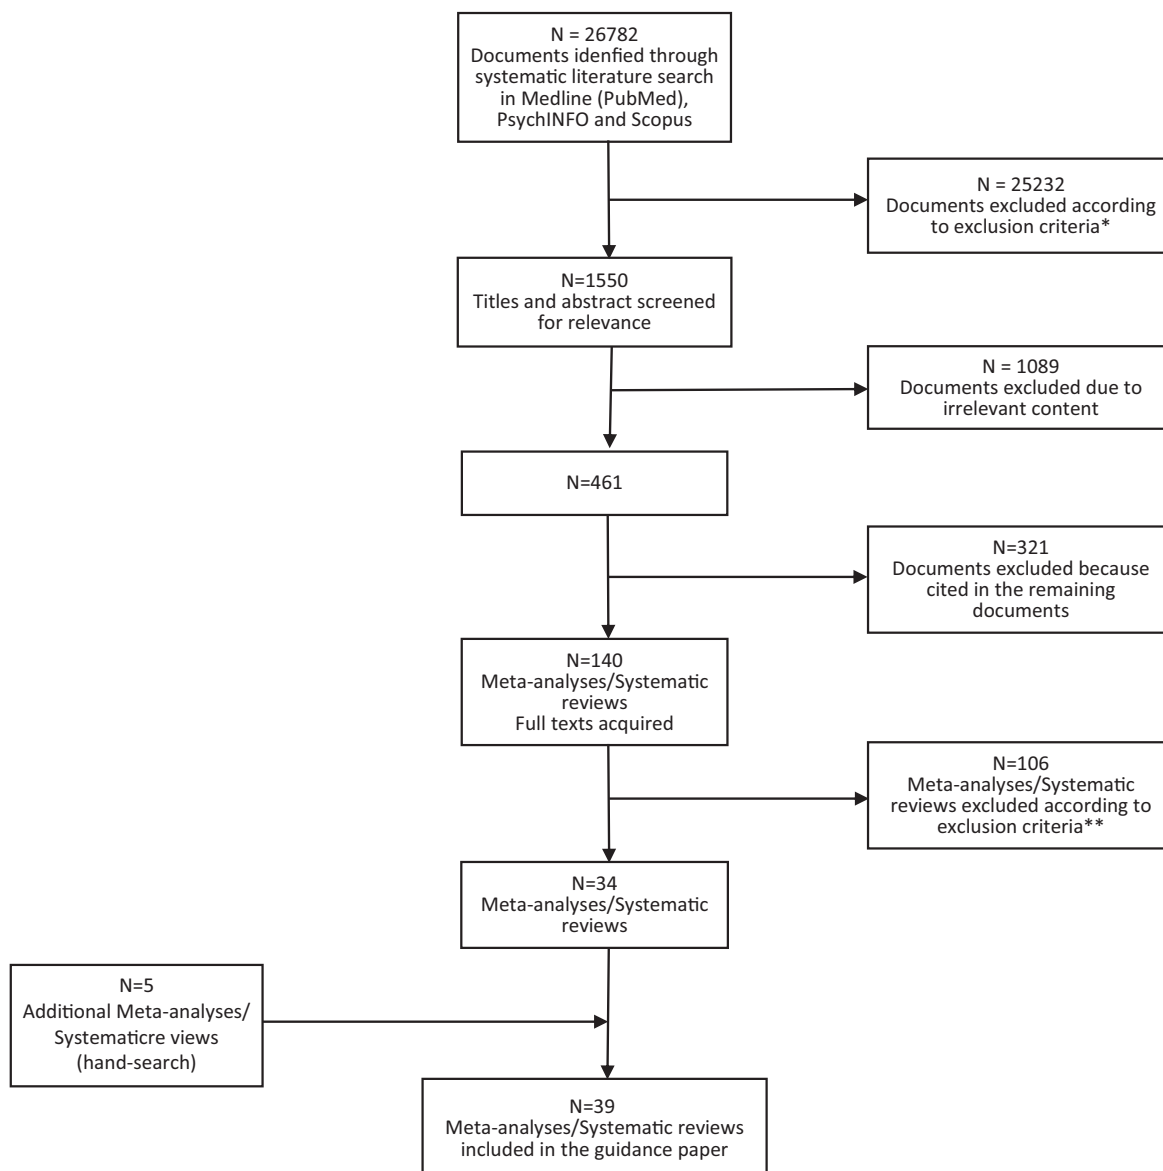 N = 26782
Documents idenfied through
systematic literature search
in Medline (PubMed),
PsychINFO and Scopus
N = 25232
Documents excluded according
to exclusion criteria*
N=1550
Titles and abstract screened
for relevance
N = 1089
Documents excluded due to
irrelevant content
N=461
N=321
Documents excluded because
cited in the remaining
documents
N=140
Meta-analyses/Systematic
reviews
Full texts acquired
N=106
Meta-analyses/Systematic
reviews excluded according to
exclusion criteria**
N=34
Meta-analyses/Systematic
reviews
N=5
Additional Meta-analyses/
Systematicre views
(hand-search)
N=39
Meta-analyses/Systematic reviews
included in the guidance paper